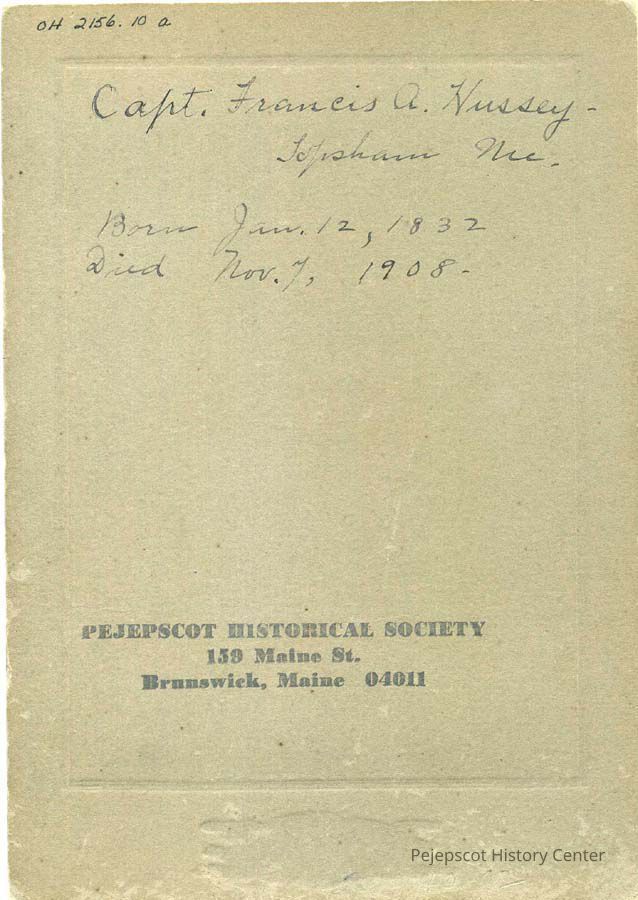 OH 2156.10 a
Capt. Francis A. Hussey-
Topsham Me.
Born Jan. 12, 1832
Died Nov. 7, 1908-
PEJEPSCOT HISTORICAL SOCIETY
159 Maine St.
Brunswick, Maine 04011
Pejepscot History Center